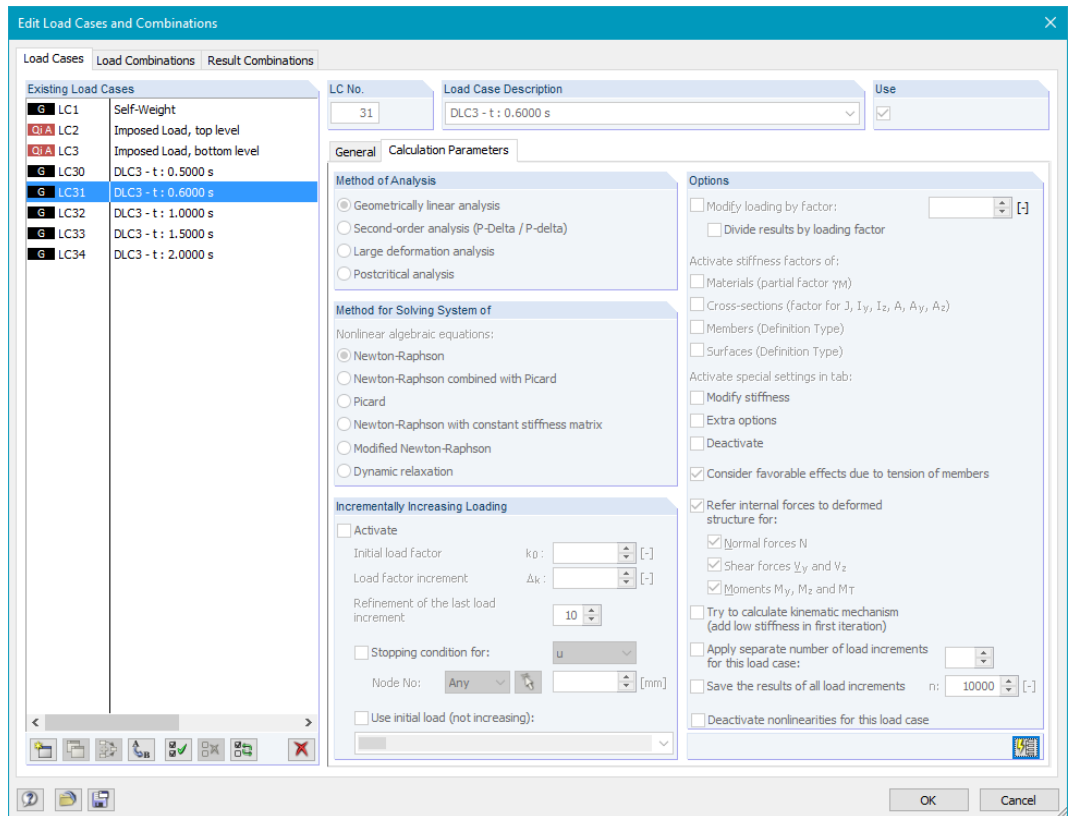 Edit Load Cases and Combinations
Load Cases Load Combinations Result Combinations
Existing Load Cases
G LC1 Self-Weight
Qi A LC2 Imposed Load, top level
Qi A LC3 Imposed Load, bottom level
G LC30 DLC3 - t : 0.5000 s
G LC31 DLC3 - t : 0.6000 s
G LC32 DLC3 - t : 1.0000 s
G LC33 DLC3 - t : 1.5000 s
G LC34 DLC3 - t : 2.0000 s
LC No.
31
Load Case Description
DLC3 - t : 0.6000 s
Use
General Calculation Parameters
Method of Analysis
Geometrically linear analysis
Second-order analysis (P-Delta / P-delta)
Large deformation analysis
Postcritical analysis
Method for Solving System of
Nonlinear algebraic equations:
Newton-Raphson
Newton-Raphson combined with Picard
Picard
Newton-Raphson with constant stiffness matrix
Modified Newton-Raphson
Dynamic relaxation
Incrementally Increasing Loading
Activate
Initial load factor k0 : [-]
Load factor increment Δk : [-]
Refinement of the last load
increment 10
Stopping condition for: u
Node No: Any [mm]
Use initial load (not increasing):
Options
Modify loading by factor: [-]
Divide results by loading factor
Activate stiffness factors of:
Materials (partial factor γM)
Cross-sections (factor for J, Iy, Iz, A, Ay, Az)
Members (Definition Type)
Surfaces (Definition Type)
Activate special settings in tab:
Modify stiffness
Extra options
Deactivate
Consider favorable effects due to tension of members
Refer internal forces to deformed
structure for:
Normal forces N
Shear forces Vy and Vz
Moments My, Mz and MT
Try to calculate kinematic mechanism
(add low stiffness in first iteration)
Apply separate number of load increments
for this load case:
Save the results of all load increments n: 10000 [-]
Deactivate nonlinearities for this load case
OK Cancel